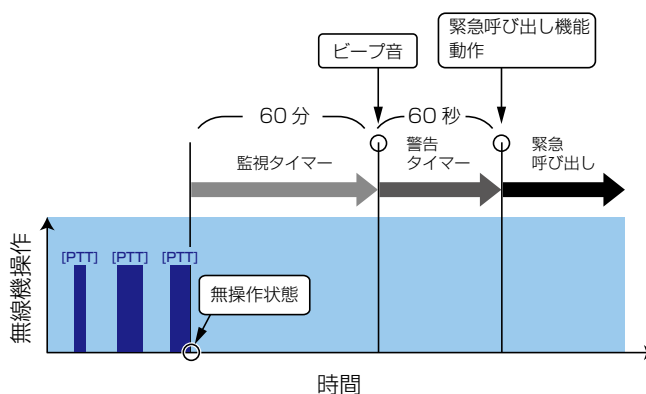 緊急呼び出し機能
動作
ビープ音
60分
60秒
監視タイマー
警告
タイマー
緊急
呼び出し
[PTT]
[PTT]
[PTT]
無操作状態
無線機操作
時間